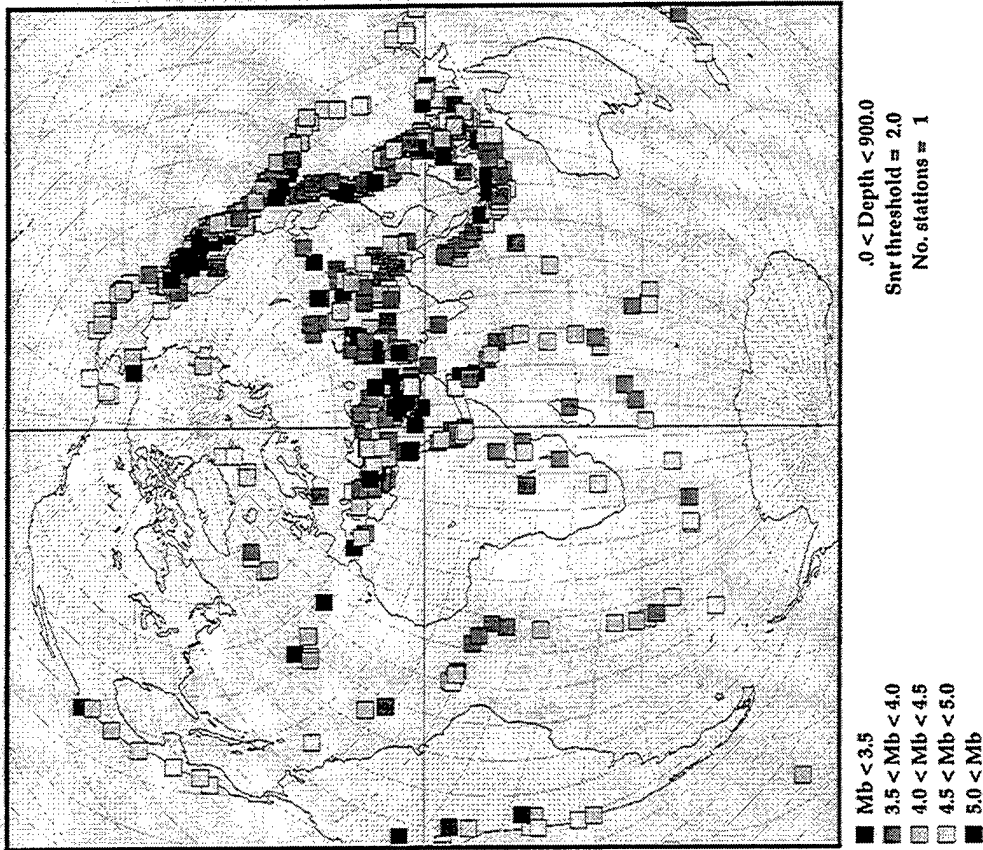 .0 < Depth < 900.0
Snr threshold = 2.0
No. stations = 1
Mb < 3.5
3.5 < Mb < 4.0
4.0 < Mb < 4.5
4.5 < Mb < 5.0
5.0 < Mb